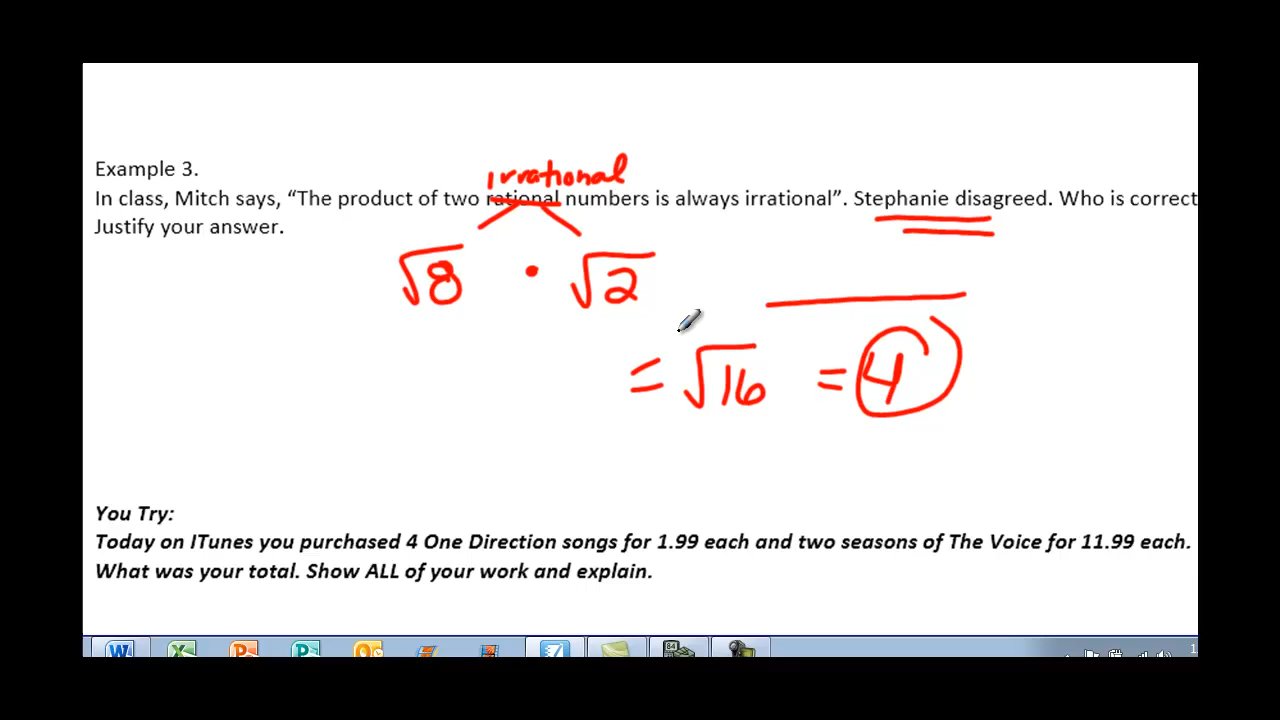 Example 3.
irrational
In class, Mitch says, “The product of two rational numbers is always irrational”. Stephanie disagreed. Who is correct
Justify your answer.
√8 • √2
= √16 = 4
You Try:
Today on ITunes you purchased 4 One Direction songs for 1.99 each and two seasons of The Voice for 11.99 each.
What was your total. Show ALL of your work and explain.
84
1